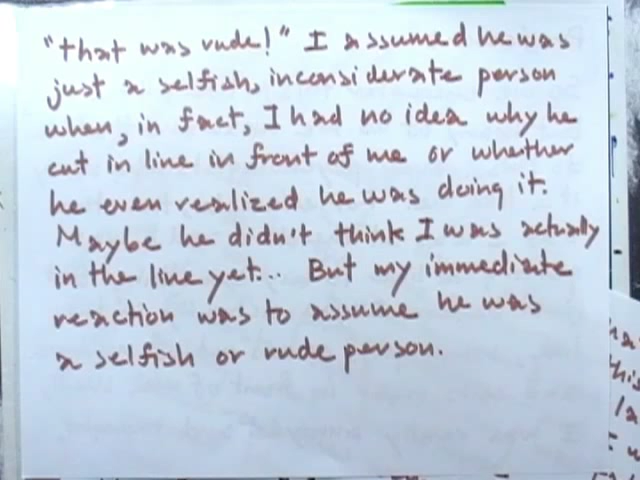 "that was rude!" I assumed he was
just a selfish, inconsiderate person
when, in fact, I had no idea why he
cut in line in front of me or whether
he even realized he was doing it.
Maybe he didn't think I was actually
in the line yet... But my immediate
reaction was to assume he was
a selfish or rude person.